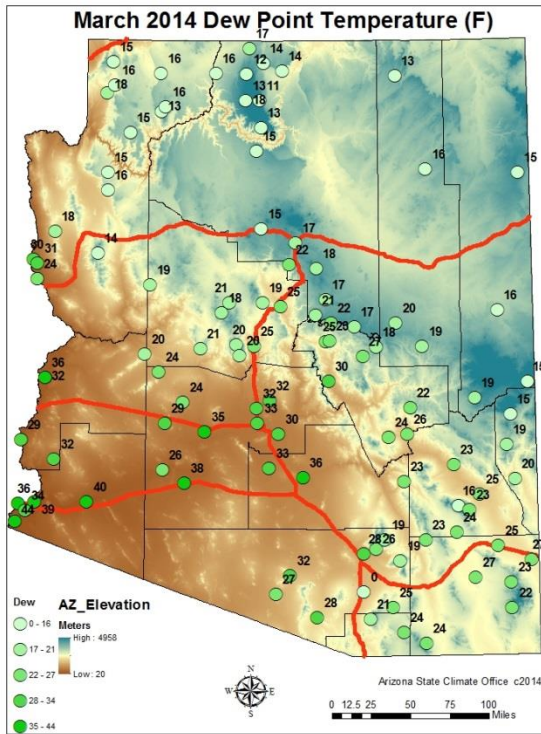 March 2014 Dew Point Temperature (F)
17
15 14
16 16 12 14 13
16
18 13 11
13 18
13
15
16
16 15
18
15
17
30 31
24
14
22 18
19
17
21 19 25
18 21 22
16
17 20
25
20 21 20 18 19
27
36
32
24
30
19
15
24 32 22
32
29 33
35 30
24 26
29
19
32
26 33
36
23 23
38
20
25
36 34
40
16 23
24
44 39
19 23
25
28 26
19
27
32
27
0
27 23
25 22
28
21 24
24
Dew
0 - 16
17 - 21
22 - 27
28 - 34
35 - 44
AZ_Elevation
Meters
High : 4958
Low : 20
N
W E
S
Arizona State Climate Office c2014
0 12.5 25 50 75 100
Miles